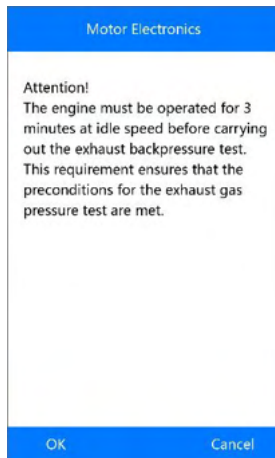 Motor Electronics
Attention!
The engine must be operated for 3
minutes at idle speed before carrying
out the exhaust backpressure test.
This requirement ensures that the
preconditions for the exhaust gas
pressure test are met.
OK
Cancel